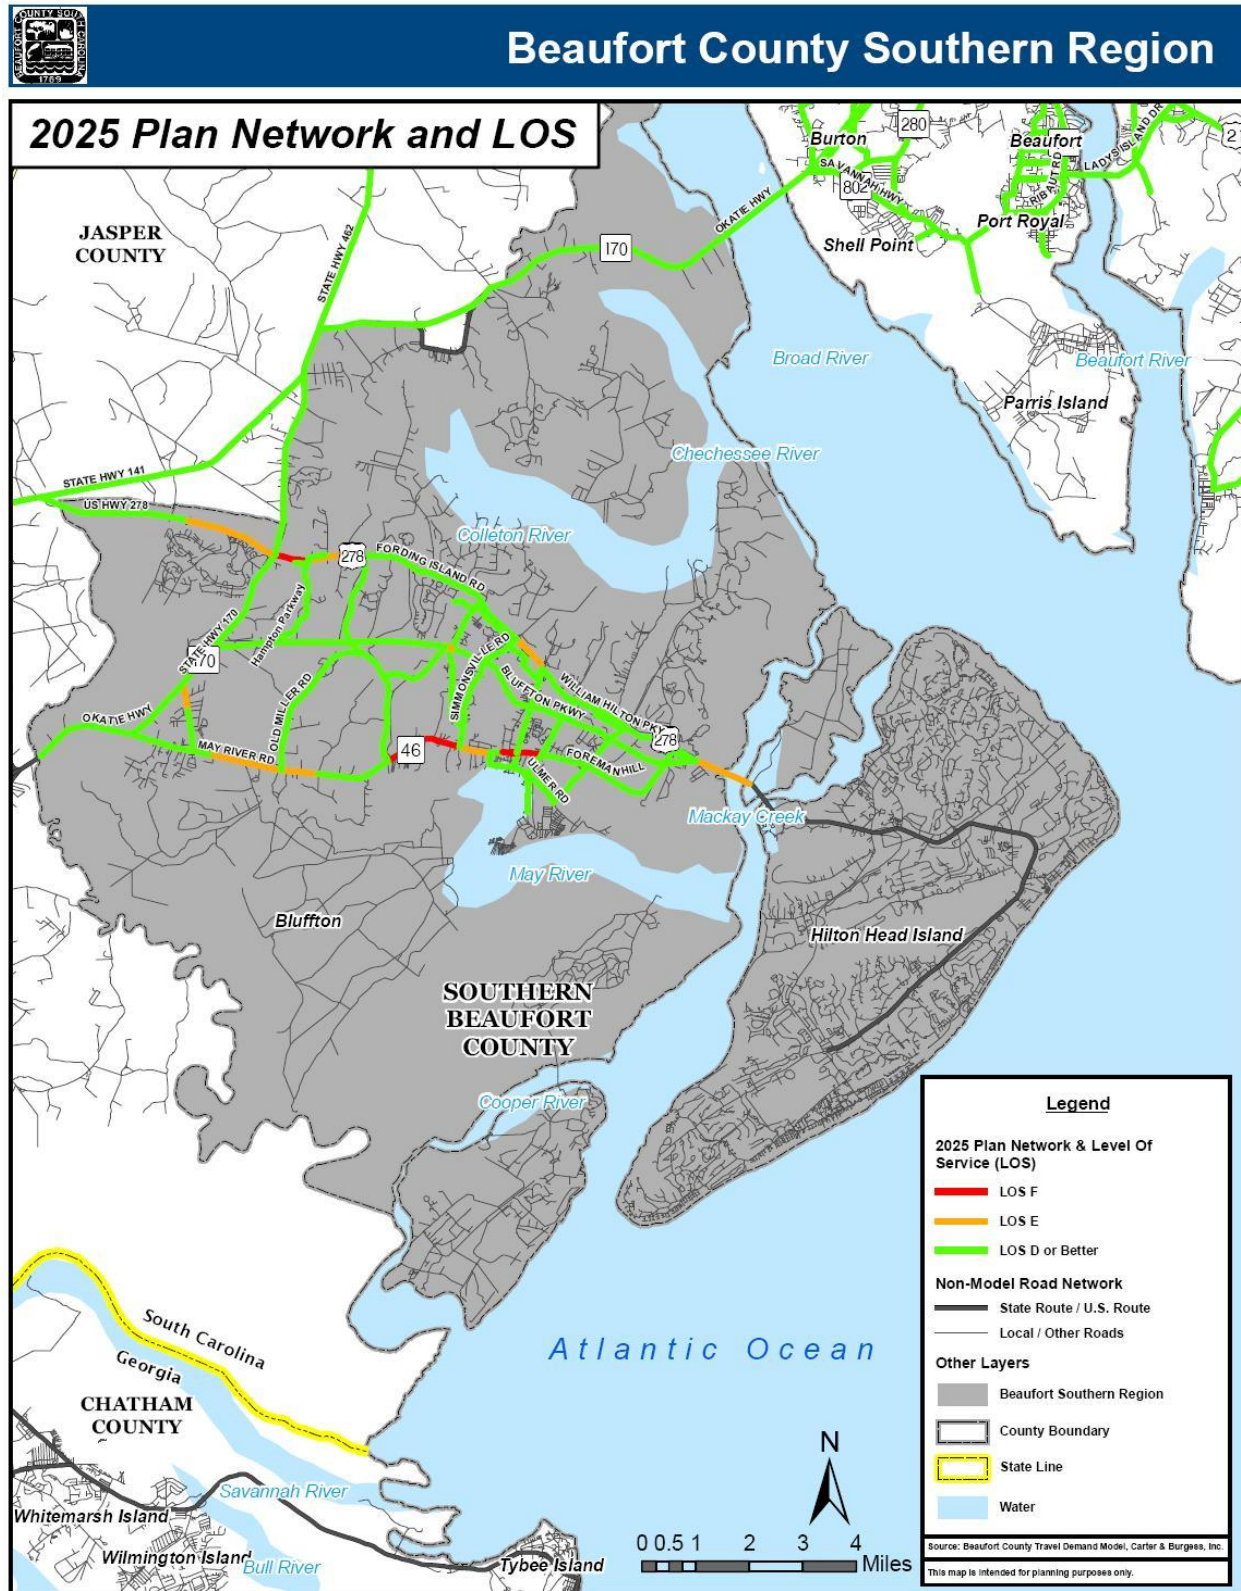 BEAUFORT COUNTY SOUTH CAROLINA
1769
Beaufort County Southern Region
2025 Plan Network and LOS
280
Burton
Beaufort
LADYS ISLAND DR
21
SAVANNAH HWY
802
RIBAUT RD
OKATIE HWY
Port Royal
Shell Point
JASPER
COUNTY
STATE HWY 462
170
Broad River
Beaufort River
Parris Island
Chechessee River
STATE HWY 141
US HWY 278
Colleton River
278
FORDING ISLAND RD
Hampton Parkway
STATE HWY 170
170
SIMMONSVILLE RD
BLUFFTON PKWY
WILLIAM HILTON PKY
OLD MILLER RD
OKATIE HWY
MAY RIVER RD
46
278
FOREMAN HILL
ULMER RD
Mackay Creek
May River
Bluffton
Hilton Head Island
SOUTHERN
BEAUFORT
COUNTY
Cooper River
Legend
2025 Plan Network & Level Of
Service (LOS)
LOS F
LOS E
LOS D or Better
Non-Model Road Network
State Route / U.S. Route
Local / Other Roads
Other Layers
Beaufort Southern Region
County Boundary
State Line
Water
Source: Beaufort County Travel Demand Model, Carter & Burgess, Inc.
This map is intended for planning purposes only.
South Carolina
Georgia
Atlantic Ocean
CHATHAM
COUNTY
N
Savannah River
Whitemarsh Island
Wilmington Island
Bull River
Tybee Island
0 0.5 1 2 3 4
Miles